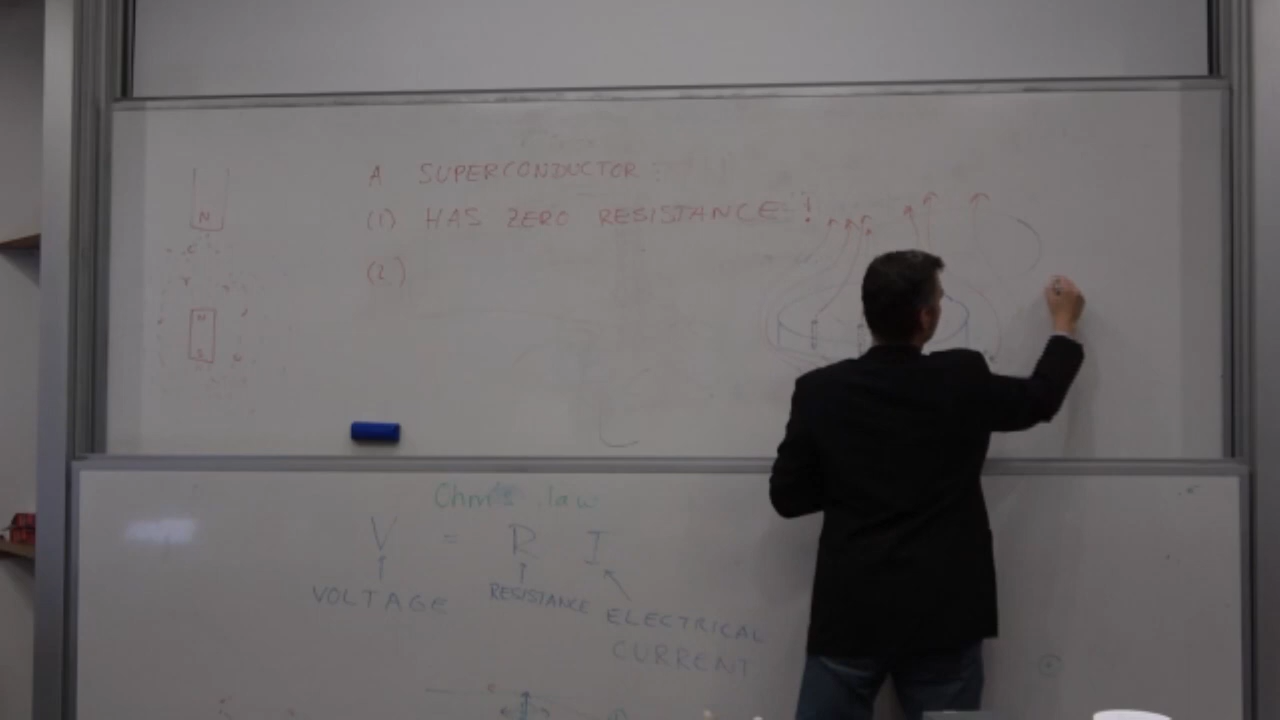 A SUPERCONDUCTOR :
(1) HAS ZERO RESISTANCE !
(2)
N
N
S
Ohm's law
V = R I
VOLTAGE
RESISTANCE
ELECTRICAL
CURRENT